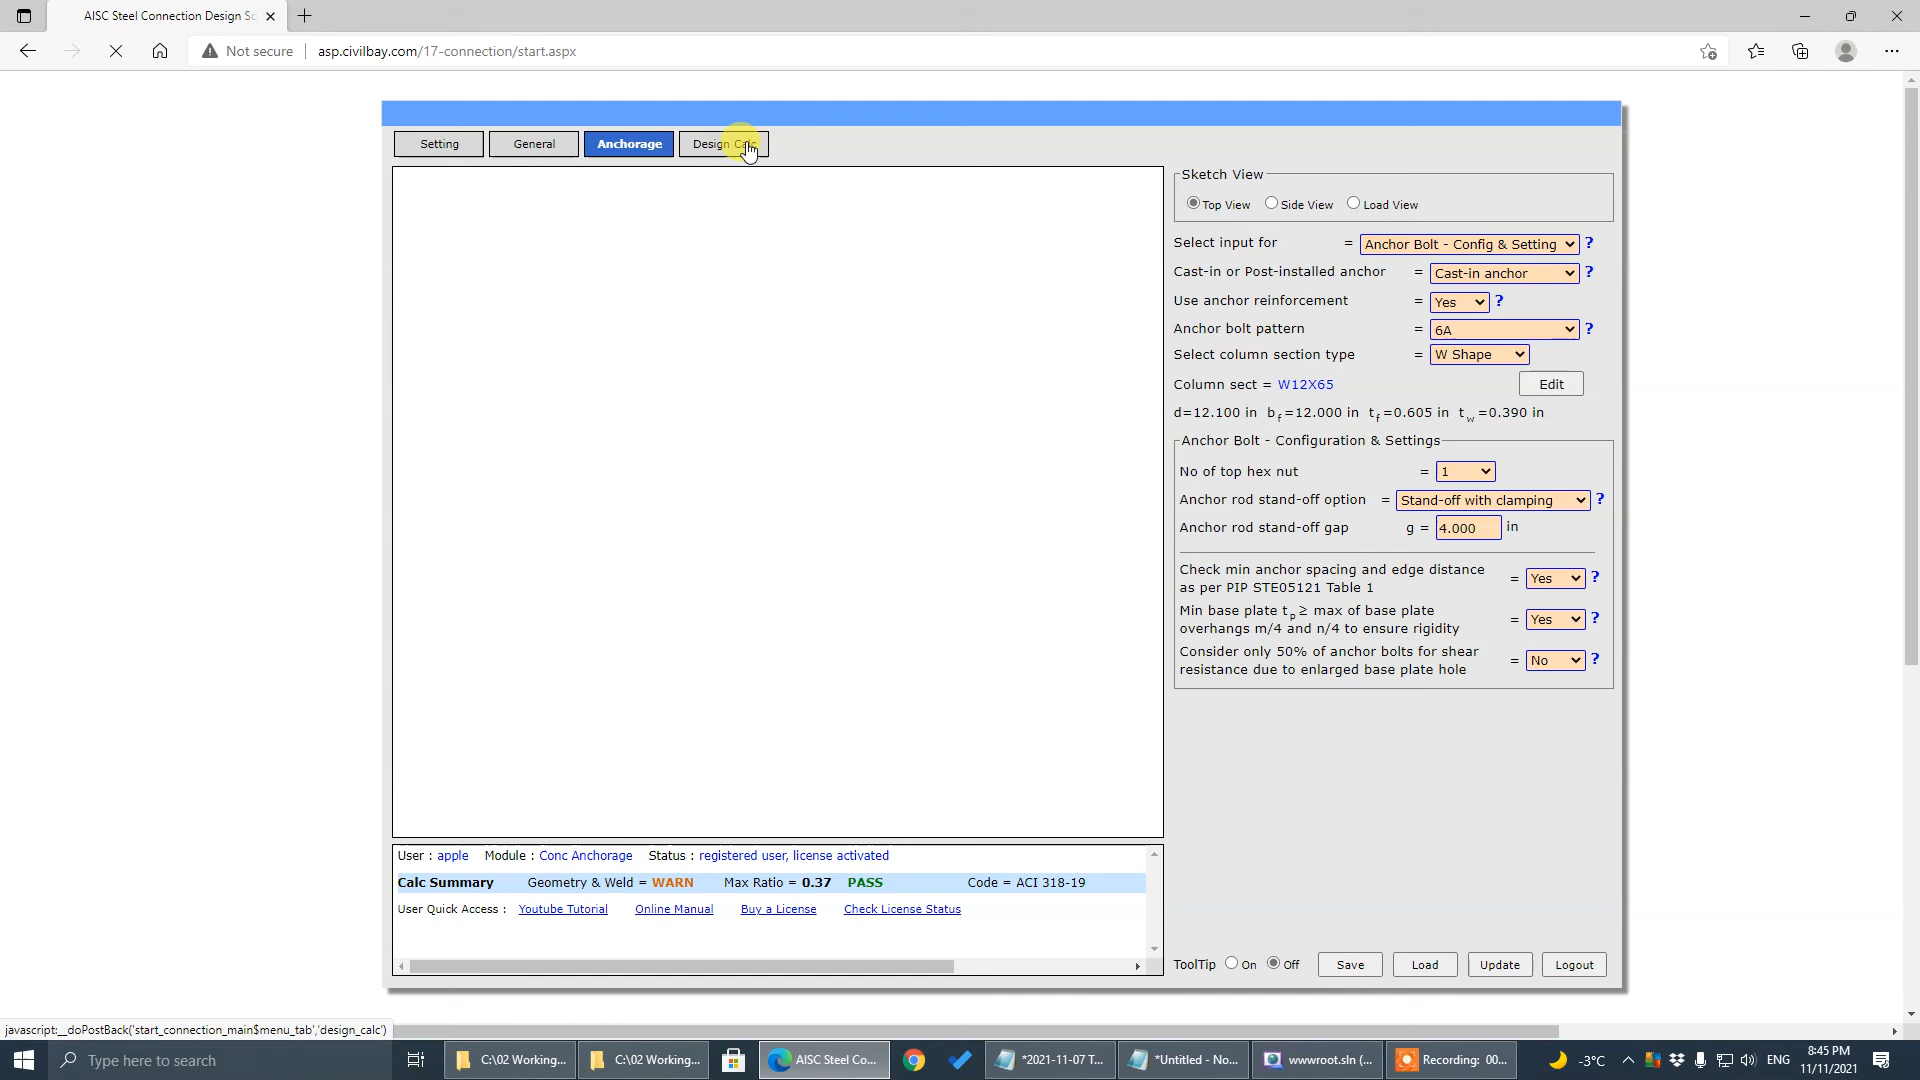 AISC Steel Connection Design So
Not secure asp.civilbay.com/17-connection/start.aspx
Setting General Anchorage Design Calc
Sketch View
Top View Side View Load View
Select input for = Anchor Bolt - Config & Setting ?
Cast-in or Post-installed anchor = Cast-in anchor ?
Use anchor reinforcement = Yes ?
Anchor bolt pattern = 6A ?
Select column section type = W Shape
Column sect = W12X65 Edit
d=12.100 in bf=12.000 in tf=0.605 in tw=0.390 in
Anchor Bolt - Configuration & Settings
No of top hex nut = 1
Anchor rod stand-off option = Stand-off with clamping ?
Anchor rod stand-off gap g = 4.000 in
Check min anchor spacing and edge distance
as per PIP STE05121 Table 1 = Yes ?
Min base plate tp ≥ max of base plate
overhangs m/4 and n/4 to ensure rigidity = Yes ?
Consider only 50% of anchor bolts for shear
resistance due to enlarged base plate hole = No ?
User : apple Module : Conc Anchorage Status : registered user, license activated
Calc Summary Geometry & Weld = WARN Max Ratio = 0.37 PASS Code = ACI 318-19
User Quick Access : Youtube Tutorial Online Manual Buy a License Check License Status
ToolTip On Off Save Load Update Logout
javascript:__doPostBack('start_connection_main$menu_tab','design_calc')
Type here to search C:\02 Working... C:\02 Working... AISC Steel Co... *2021-11-07 T... *Untitled - No... wwwroot.sln (... Recording: 00... -3°C ENG 8:45 PM
11/11/2021